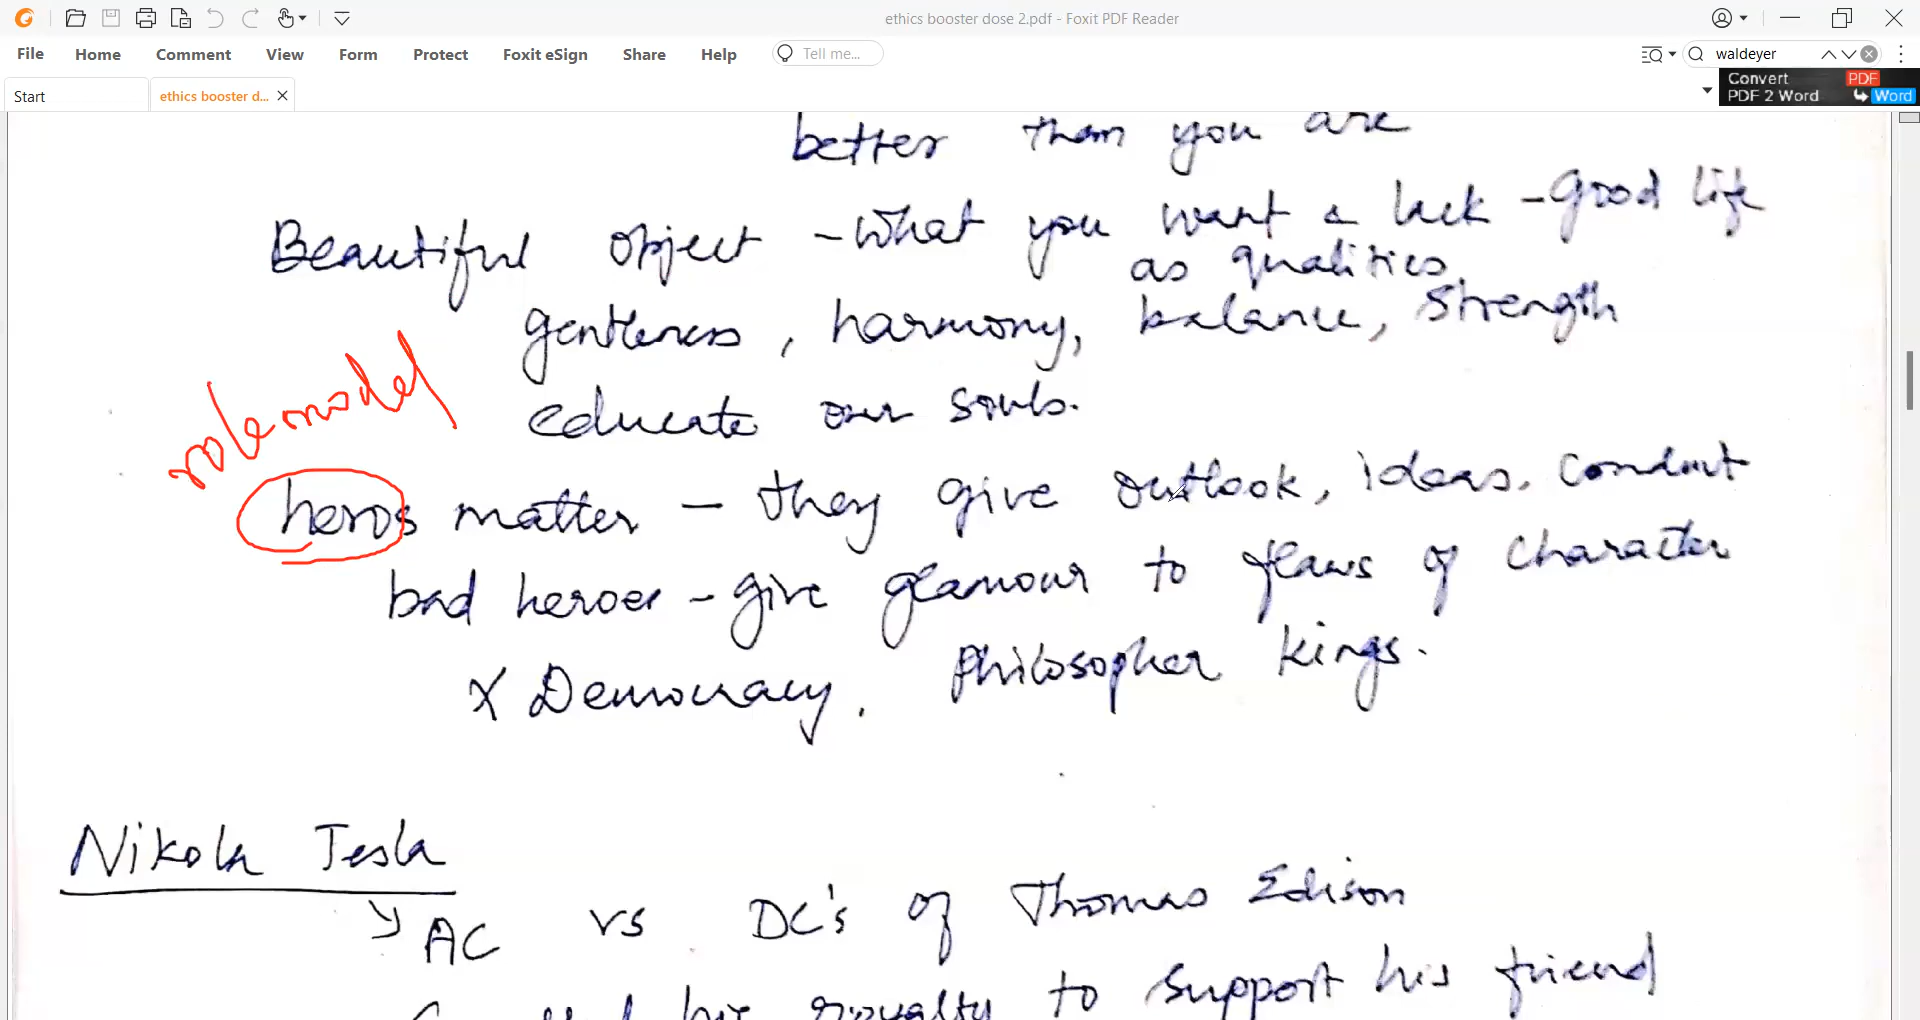 ethics booster dose 2.pdf - Foxit PDF Reader
File Home Comment View Form Protect Foxit eSign Share Help Tell me... waldeyer
Convert PDF
PDF 2 Word Word
Start ethics booster d...
better than you are
Beautiful object - what you want & lack - good life
as qualities
gentleness, harmony, balance, strength
educate our souls.
role model
heros matter - they give outlook, ideas, conduct
bad heroes - give glamour to flaws of character
X Democracy. Philosopher kings.
Nikola Tesla
AC vs DC's of Thomas Edison
his royalty to support his friend